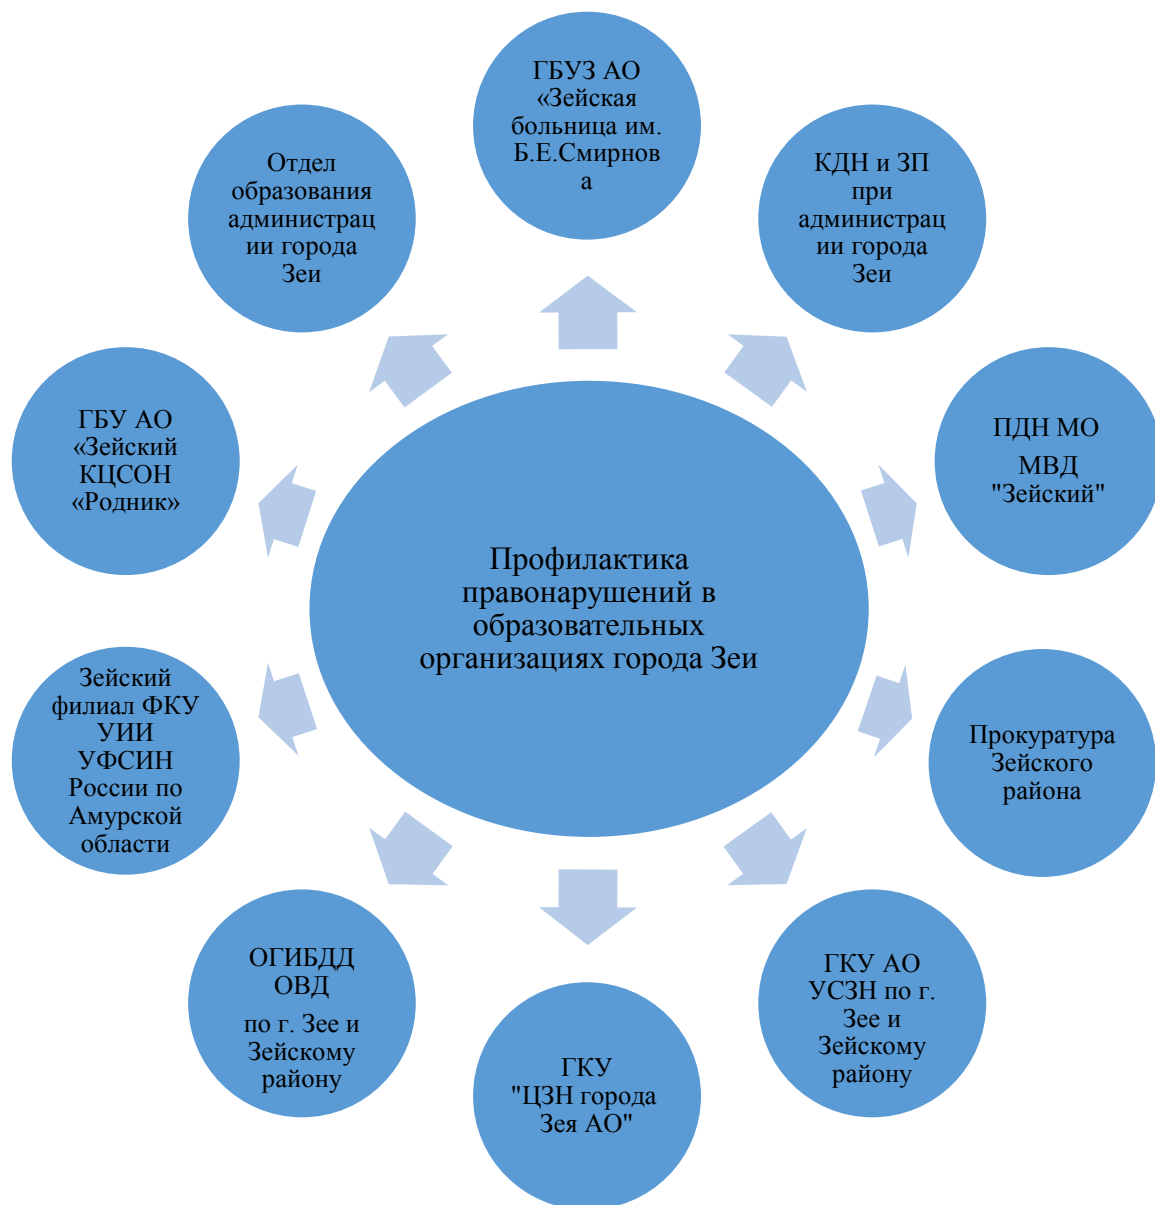 ГБУЗ АО
«Зейская
больница им.
Б.Е.Смирнов
а
КДН и ЗП
при
администрац
ии города
Зеи
ПДН МО
МВД
"Зейский"
Прокуратура
Зейского
района
ГКУ АО
УСЗН по г.
Зее и
Зейскому
району
ГКУ
"ЦЗН города
Зея АО"
ОГИБДД
ОВД
по г. Зее и
Зейскому
району
Зейский
филиал ФКУ
УИИ
УФСИН
России по
Амурской
области
ГБУ АО
«Зейский
КЦСОН
«Родник»
Отдел
образования
администрац
ии города
Зеи
Профилактика
правонарушений в
образовательных
организациях города Зеи